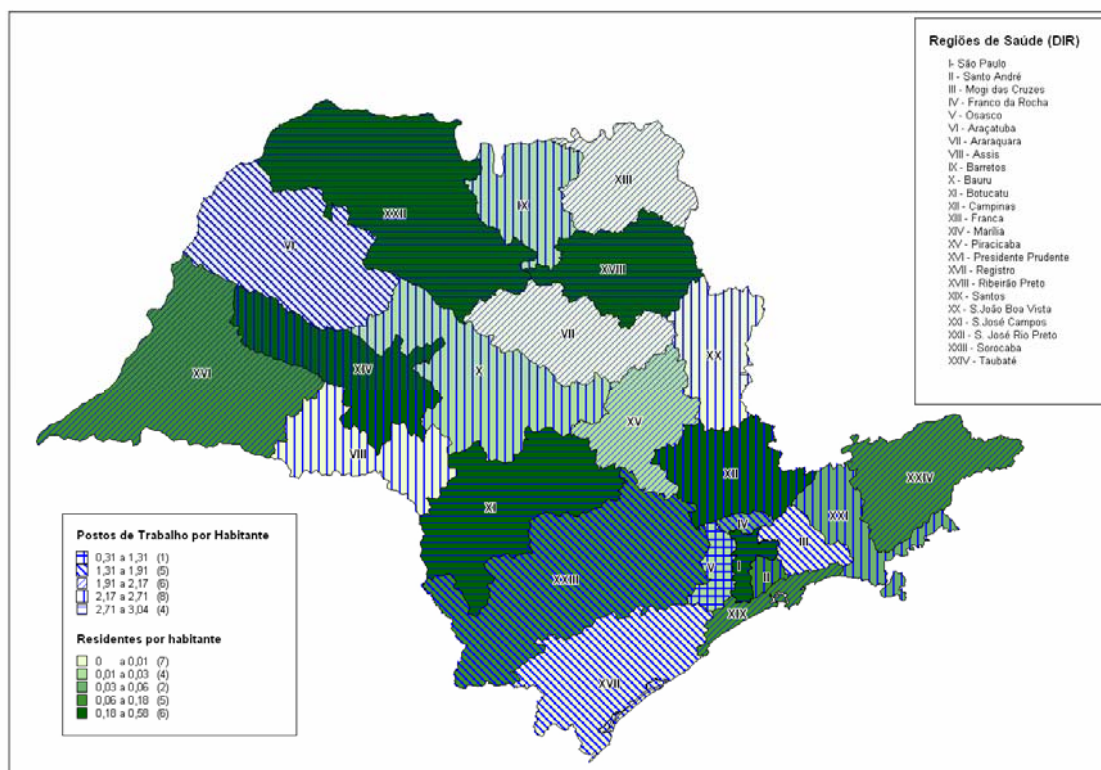 Regiões de Saúde (DIR)
I- São Paulo
II - Santo André
III - Mogi das Cruzes
IV - Franco da Rocha
V - Osasco
VI - Araçatuba
VII - Araraquara
VIII - Assis
IX - Barretos
X - Bauru
XI - Botucatu
XII - Campinas
XIII - Franca
XIV - Marília
XV - Piracicaba
XVI - Presidente Prudente
XVII - Registro
XVIII - Ribeirão Preto
XIX - Santos
XX - S.João Boa Vista
XXI - S.José Campos
XXII - S. José Rio Preto
XXIII - Sorocaba
XXIV - Taubaté
XIII
IX
XXII
XVIII
VI
VII
XX
XIV
X
XVI
XV
VIII
XII
XXIV
XI
XXI
IV
III
V
I
II
XXIII
XIX
XVII
Postos de Trabalho por Habitante
0,31 a 1,31 (1)
1,31 a 1,91 (5)
1,91 a 2,17 (6)
2,17 a 2,71 (8)
2,71 a 3,04 (4)
Residentes por habitante
0 a 0,01 (7)
0,01 a 0,03 (4)
0,03 a 0,06 (2)
0,06 a 0,18 (5)
0,18 a 0,58 (6)